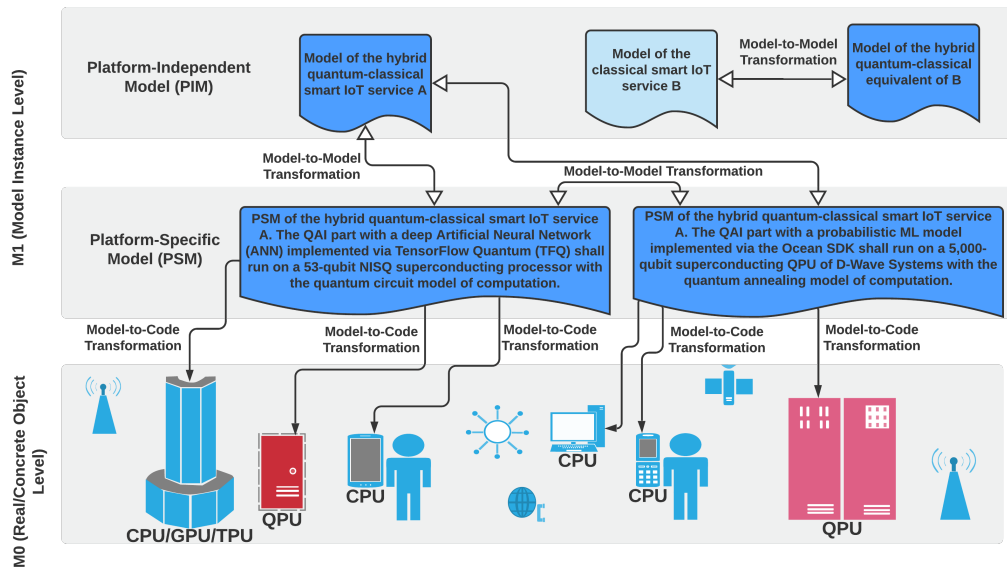 M1 (Model Instance Level)
Platform-Independent
Model (PIM)
Model of the hybrid
quantum-classical
smart IoT service A
Model of the
classical smart IoT
service B
Model-to-Model
Transformation
Model of the hybrid
quantum-classical
equivalent of B
Model-to-Model
Transformation
Model-to-Model Transformation
Platform-Specific
Model (PSM)
PSM of the hybrid quantum-classical smart IoT service
A. The QAI part with a deep Artificial Neural Network
(ANN) implemented via TensorFlow Quantum (TFQ) shall
run on a 53-qubit NISQ superconducting processor with
the quantum circuit model of computation.
PSM of the hybrid quantum-classical smart IoT service
A. The QAI part with a probabilistic ML model
implemented via the Ocean SDK shall run on a 5,000-
qubit superconducting QPU of D-Wave Systems with the
quantum annealing model of computation.
Model-to-Code
Transformation
Model-to-Code
Transformation
Model-to-Code
Transformation
Model-to-Code
Transformation
Model-to-Code
Transformation
M0 (Real/Concrete Object
Level)
CPU/GPU/TPU
QPU
CPU
CPU
CPU
QPU